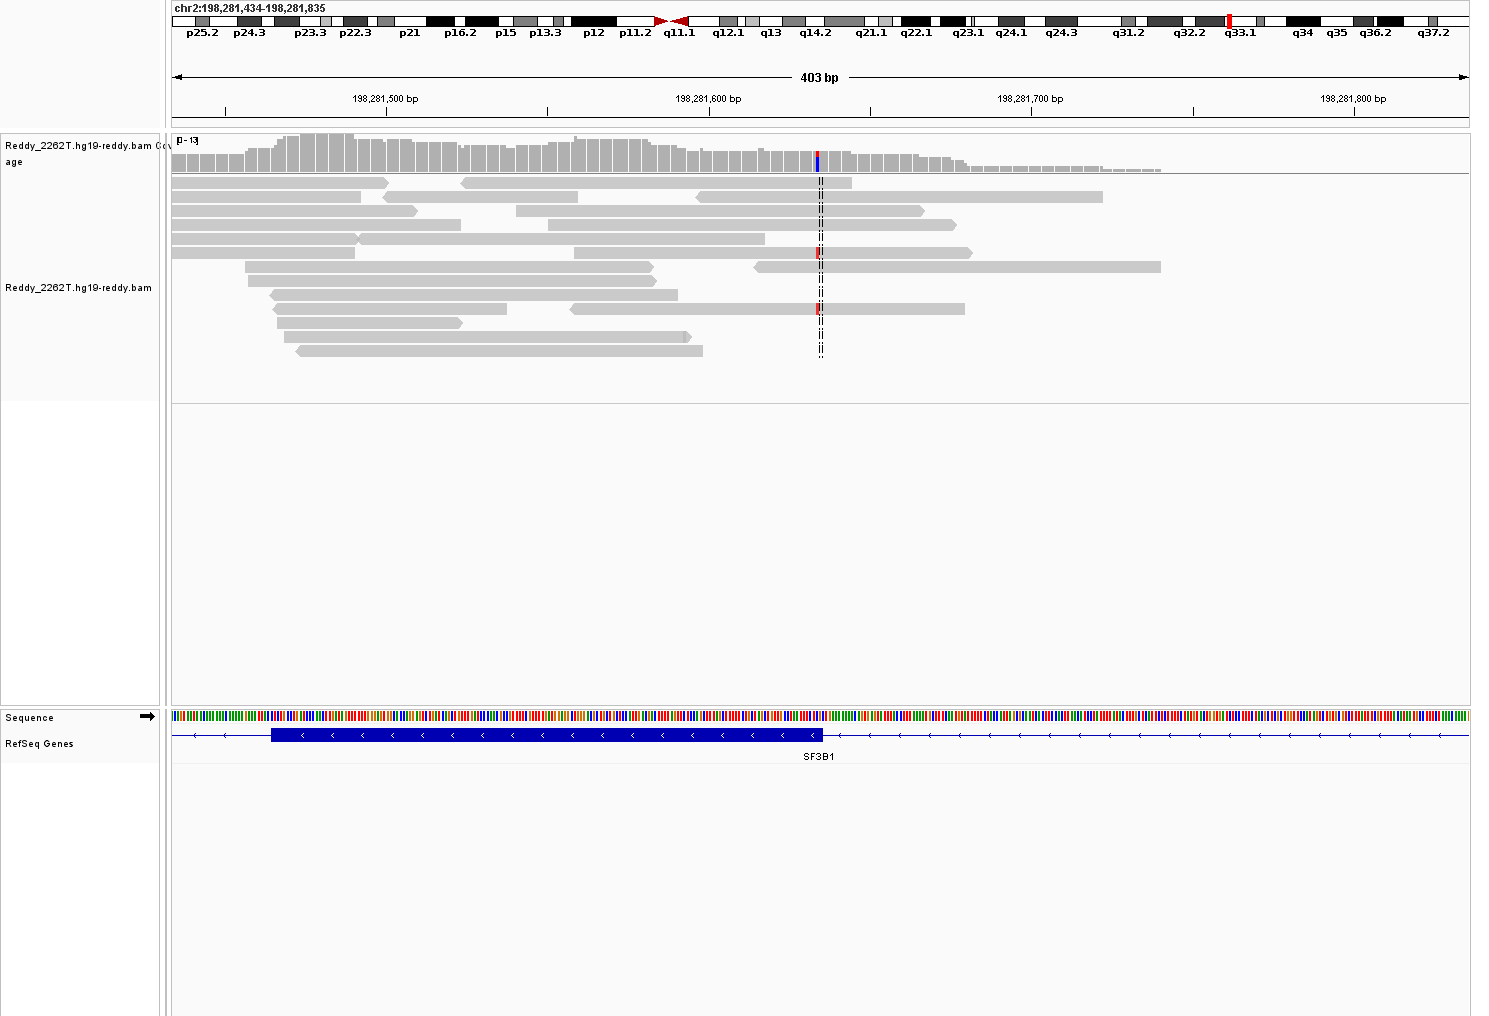 chr2:198,281,434-198,281,835
p25.2 p24.3 p23.3 p22.3 p21 p16.2 p15 p13.3 p12 p11.2 q11.1 q12.1 q13 q14.2 q21.1 q22.1 q23.1 q24.1 q24.3 q31.2 q32.2 q33.1 q34 q35 q36.2 q37.2
403 bp
198,281,500 bp 198,281,600 bp 198,281,700 bp 198,281,800 bp
[0 - 13]
Reddy_2262T.hg19-reddy.bam Cov
age
Reddy_2262T.hg19-reddy.bam
Sequence
RefSeq Genes
SF3B1